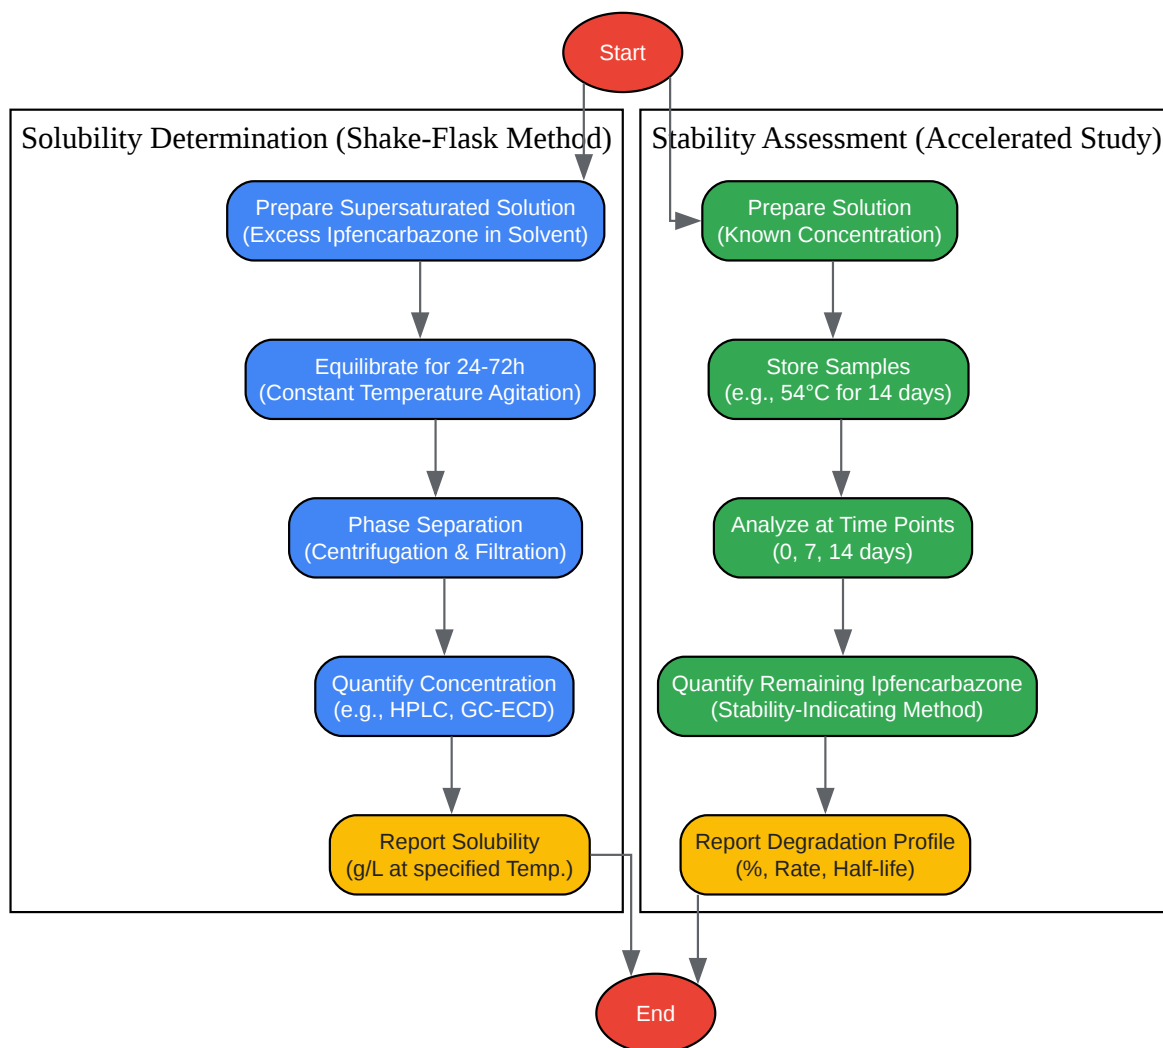 Start
Solubility Determination (Shake-Flask Method)
Prepare Supersaturated Solution
(Excess Ipfencarbazone in Solvent)
Equilibrate for 24-72h
(Constant Temperature Agitation)
Phase Separation
(Centrifugation & Filtration)
Quantify Concentration
(e.g., HPLC, GC-ECD)
Report Solubility
(g/L at specified Temp.)
Stability Assessment (Accelerated Study)
Prepare Solution
(Known Concentration)
Store Samples
(e.g., 54°C for 14 days)
Analyze at Time Points
(0, 7, 14 days)
Quantify Remaining Ipfencarbazone
(Stability-Indicating Method)
Report Degradation Profile
(%, Rate, Half-life)
End